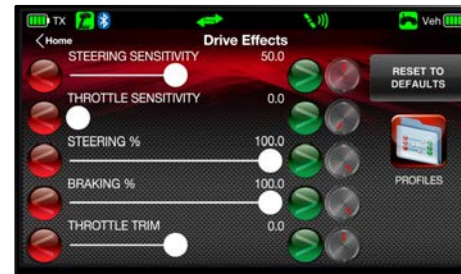 TX
Veh
Home
Drive Effects
STEERING SENSITIVITY 50.0
RESET TO
DEFAULTS
THROTTLE SENSITIVITY 0.0
STEERING % 100.0
PROFILES
BRAKING % 100.0
THROTTLE TRIM 0.0